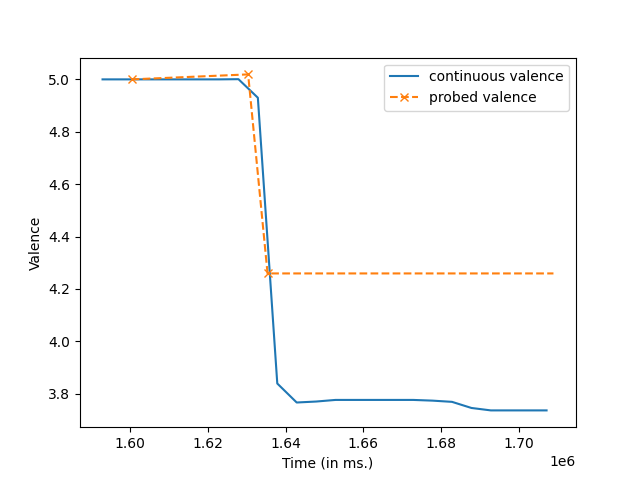 continuous valence
probed valence
5.0
4.8
4.6
4.4
4.2
4.0
3.8
Valence
1.60
1.62
1.64
1.66
1.68
1.70
1e6
Time (in ms.)